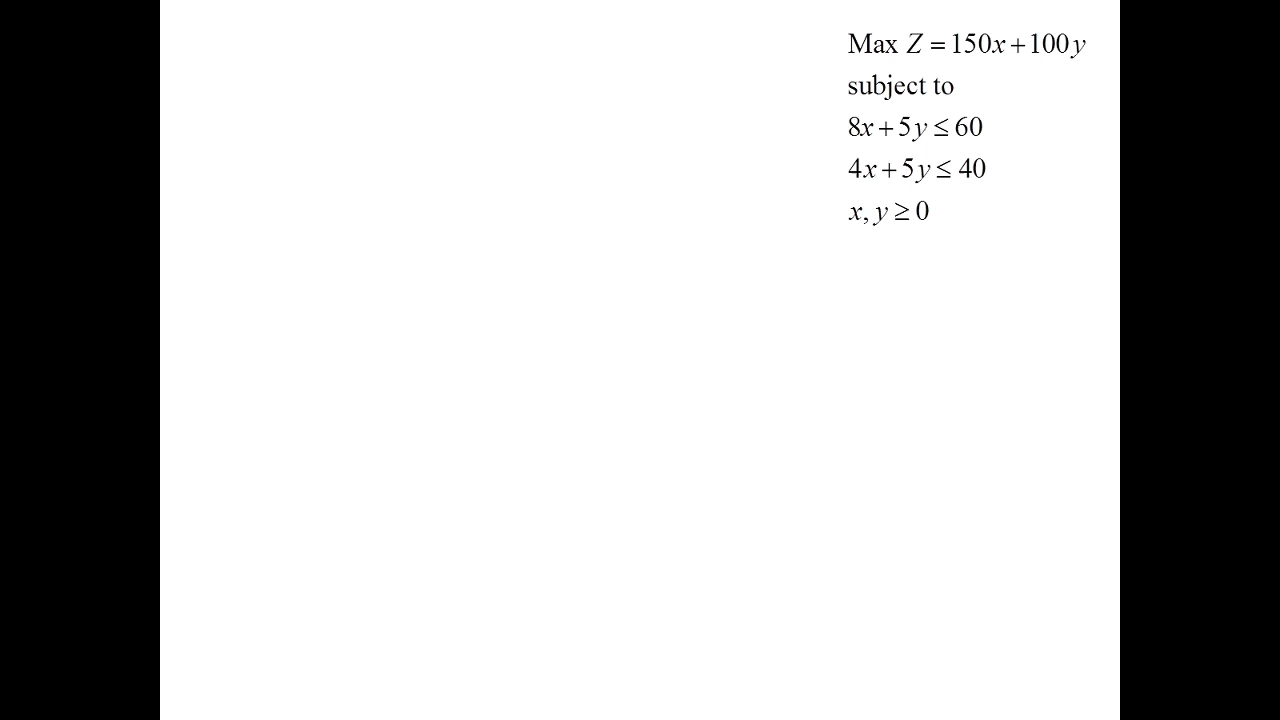 Max Z = 150x + 100y
subject to
8x + 5y ≤ 60
4x + 5y ≤ 40
x, y ≥ 0